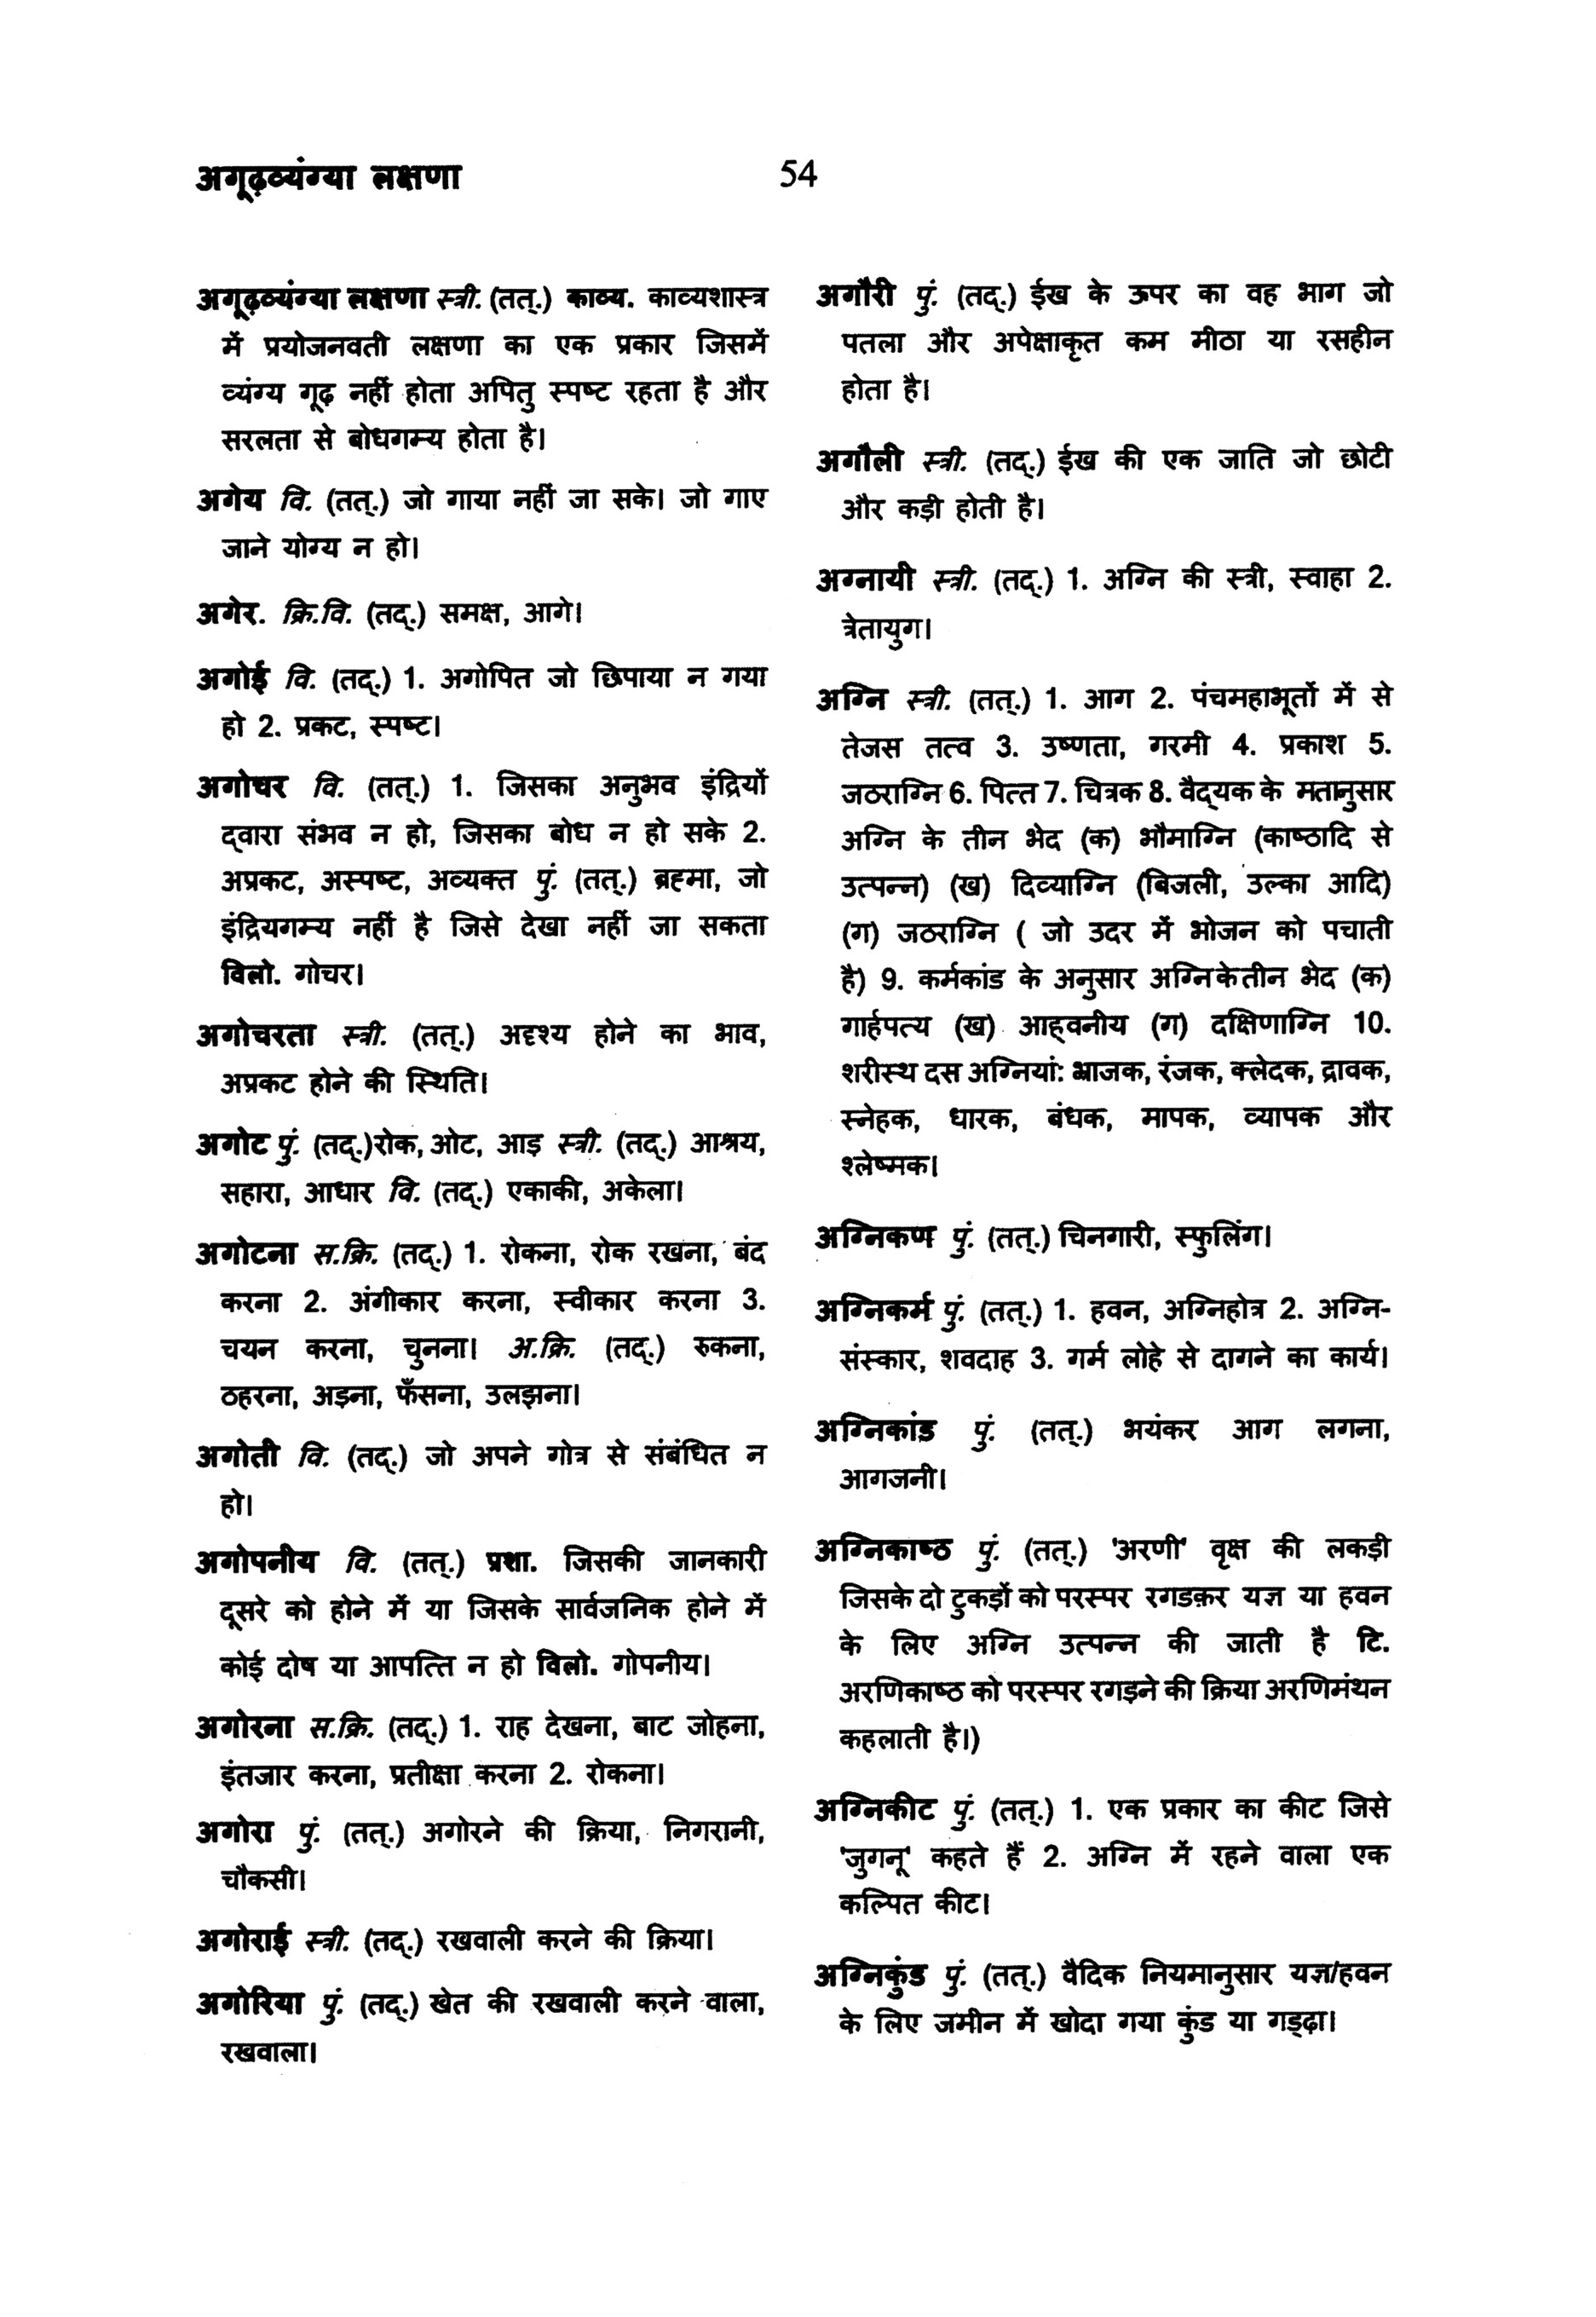 अगूढ़व्यंग्या लक्षणा
54
अगूढ़व्यंग्या लक्षणा स्त्री. (तत्.) काव्य. काव्यशास्त्र
में प्रयोजनवती लक्षणा का एक प्रकार जिसमें
व्यंग्य गूढ़ नहीं होता अपितु स्पष्ट रहता है और
सरलता से बोधगम्य होता है।
अगेय वि. (तत्.) जो गाया नहीं जा सके। जो गाए
जाने योग्य न हो।
अगेर. क्रि.वि. (तद्.) समक्ष, आगे।
अगोई वि. (तद्.) 1. अगोपित जो छिपाया न गया
हो 2. प्रकट, स्पष्ट।
अगोचर वि. (तत्.) 1. जिसका अनुभव इंद्रियों
द्वारा संभव न हो, जिसका बोध न हो सके 2.
अप्रकट, अस्पष्ट, अव्यक्त पुं. (तत्.) ब्रह्मा, जो
इंद्रियगम्य नहीं है जिसे देखा नहीं जा सकता
विलो. गोचर।
अगोचरता स्त्री. (तत्.) अदृश्य होने का भाव,
अप्रकट होने की स्थिति।
अगोट पुं. (तद्.)रोक, ओट, आइ स्त्री. (तद्.) आश्रय,
सहारा, आधार वि. (तद्.) एकाकी, अकेला।
अगोटना स.क्रि. (तद्.) 1. रोकना, रोक रखना, बंद
करना 2. अंगीकार करना, स्वीकार करना 3.
चयन करना, चुनना। अ.क्रि. (तद्.) रुकना,
ठहरना, अड़ना, फँसना, उलझना।
अगोती वि. (तद्.) जो अपने गोत्र से संबंधित न
हो।
अगोपनीय वि. (तत्.) प्रशा. जिसकी जानकारी
दूसरे को होने में या जिसके सार्वजनिक होने में
कोई दोष या आपत्ति न हो विलो. गोपनीय।
अगोरना स.क्रि. (तद्.) 1. राह देखना, बाट जोहना,
इंतजार करना, प्रतीक्षा करना 2. रोकना।
अगोरा पुं. (तत्.) अगोरने की क्रिया, निगरानी,
चौकसी।
अगोराई स्त्री. (तद्.) रखवाली करने की क्रिया।
अगोरिया पुं. (तद्.) खेत की रखवाली करने वाला,
रखवाला।
अगौरी पुं. (तद्.) ईख के ऊपर का वह भाग जो
पतला और अपेक्षाकृत कम मीठा या रसहीन
होता है।
अगौली स्त्री. (तद्.) ईख की एक जाति जो छोटी
और कड़ी होती है।
अग्नायी स्त्री. (तद्.) 1. अग्नि की स्त्री, स्वाहा 2.
त्रेतायुग।
अग्नि स्त्री. (तत्.) 1. आग 2. पंचमहाभूतों में से
तेजस तत्व 3. उष्णता, गरमी 4. प्रकाश 5.
जठराग्नि 6. पित्त 7. चित्रक 8. वैद्यक के मतानुसार
अग्नि के तीन भेद (क) भौमाग्नि (काष्ठादि से
उत्पन्न) (ख) दिव्याग्नि (बिजली, उल्का आदि)
(ग) जठराग्नि ( जो उदर में भोजन को पचाती
है) 9. कर्मकांड के अनुसार अग्निकेतीन भेद (क)
गार्हपत्य (ख) आह्वनीय (ग) दक्षिणाग्नि 10.
शरीस्थ दस अग्नियां: भ्राजक, रंजक, क्लेदक, द्रावक,
स्नेहक, धारक, बंधक, मापक, व्यापक और
श्लेष्मक।
अग्निकण पुं. (तत्.) चिनगारी, स्फुलिंग।
अग्निकर्म पुं. (तत्.) 1. हवन, अग्निहोत्र 2. अग्नि-
संस्कार, शवदाह 3. गर्म लोहे से दागने का कार्य।
अग्निकांड पुं. (तत्.) भयंकर आग लगना,
आगजनी।
अग्निकाष्ठ पुं. (तत्.) 'अरणी' वृक्ष की लकड़ी
जिसके दो टुकड़ों को परस्पर रगडक़र यज्ञ या हवन
के लिए अग्नि उत्पन्न की जाती है टि.
अरणिकाष्ठ को परस्पर रगड़ने की क्रिया अरणिमंथन
कहलाती है।)
अग्निकीट पुं. (तत्.) 1. एक प्रकार का कीट जिसे
'जुगनू' कहते हैं 2. अग्नि में रहने वाला एक
कल्पित कीट।
अग्निकुंड पुं. (तत्.) वैदिक नियमानुसार यज्ञ/हवन
के लिए जमीन में खोदा गया कुंड या गड्ढ़ा।